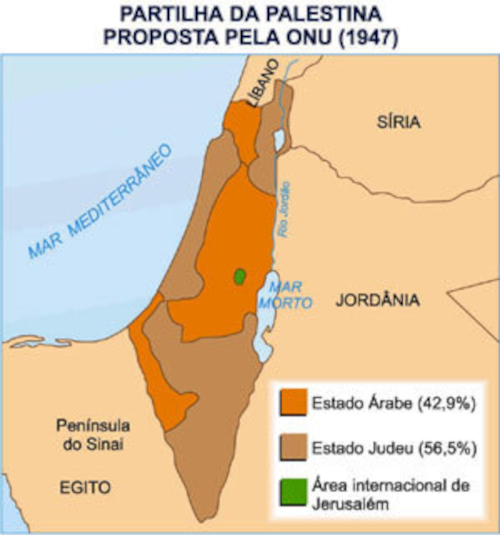 PARTILHA DA PALESTINA
PROPOSTA PELA ONU (1947)
LÍBANO
SÍRIA
MAR MEDITERRÂNEO
Rio Jordão
MAR
MORTO
JORDÂNIA
Península
do Sinai
EGITO
Estado Árabe (42,9%)
Estado Judeu (56,5%)
Área internacional de
Jerusalém